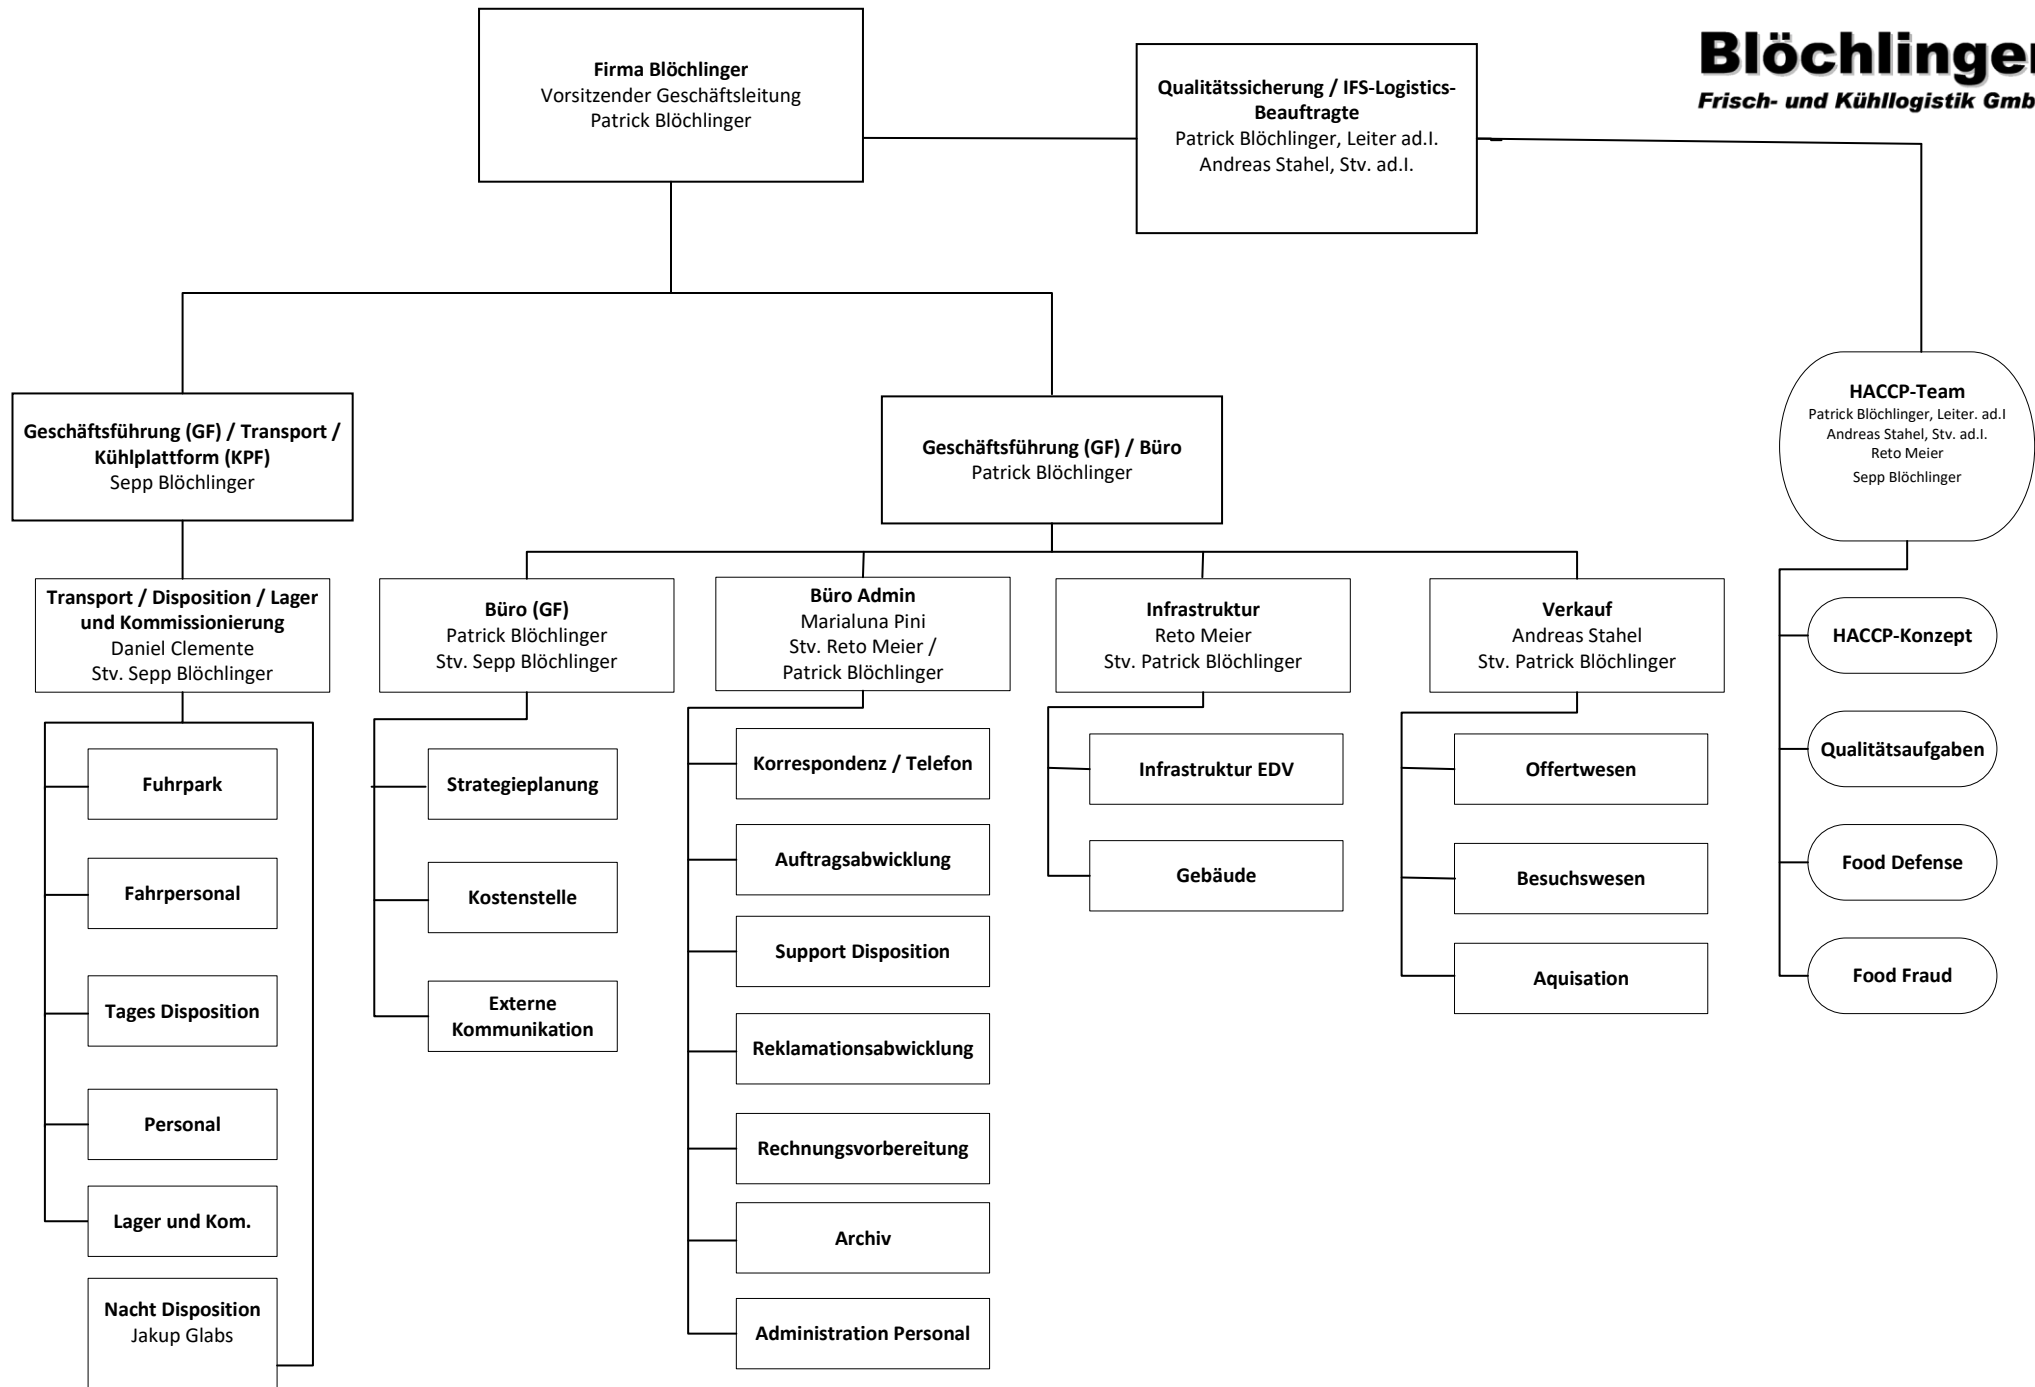 Firma Blöchlinger
Vorsitzender Geschäftsleitung
Patrick Blöchlinger
Qualitätssicherung / IFS-Logistics-
Beauftragte
Patrick Blöchlinger, Leiter ad.I.
Andreas Stahel, Stv. ad.I.
Blöchlinger
Frisch- und Kühllogistik Gmb
Geschäftsführung (GF) / Transport /
Kühlplattform (KPF)
Sepp Blöchlinger
Geschäftsführung (GF) / Büro
Patrick Blöchlinger
HACCP-Team
Patrick Blöchlinger, Leiter. ad.I
Andreas Stahel, Stv. ad.I.
Reto Meier
Sepp Blöchlinger
Transport / Disposition / Lager
und Kommissionierung
Daniel Clemente
Stv. Sepp Blöchlinger
Fuhrpark
Fahrpersonal
Tages Disposition
Personal
Lager und Kom.
Nacht Disposition
Jakup Glabs
Büro (GF)
Patrick Blöchlinger
Stv. Sepp Blöchlinger
Strategieplanung
Kostenstelle
Externe
Kommunikation
Büro Admin
Marialuna Pini
Stv. Reto Meier /
Patrick Blöchlinger
Korrespondenz / Telefon
Auftragsabwicklung
Support Disposition
Reklamationsabwicklung
Rechnungsvorbereitung
Archiv
Administration Personal
Infrastruktur
Reto Meier
Stv. Patrick Blöchlinger
Infrastruktur EDV
Gebäude
Verkauf
Andreas Stahel
Stv. Patrick Blöchlinger
Offertwesen
Besuchswesen
Aquisation
HACCP-Konzept
Qualitätsaufgaben
Food Defense
Food Fraud